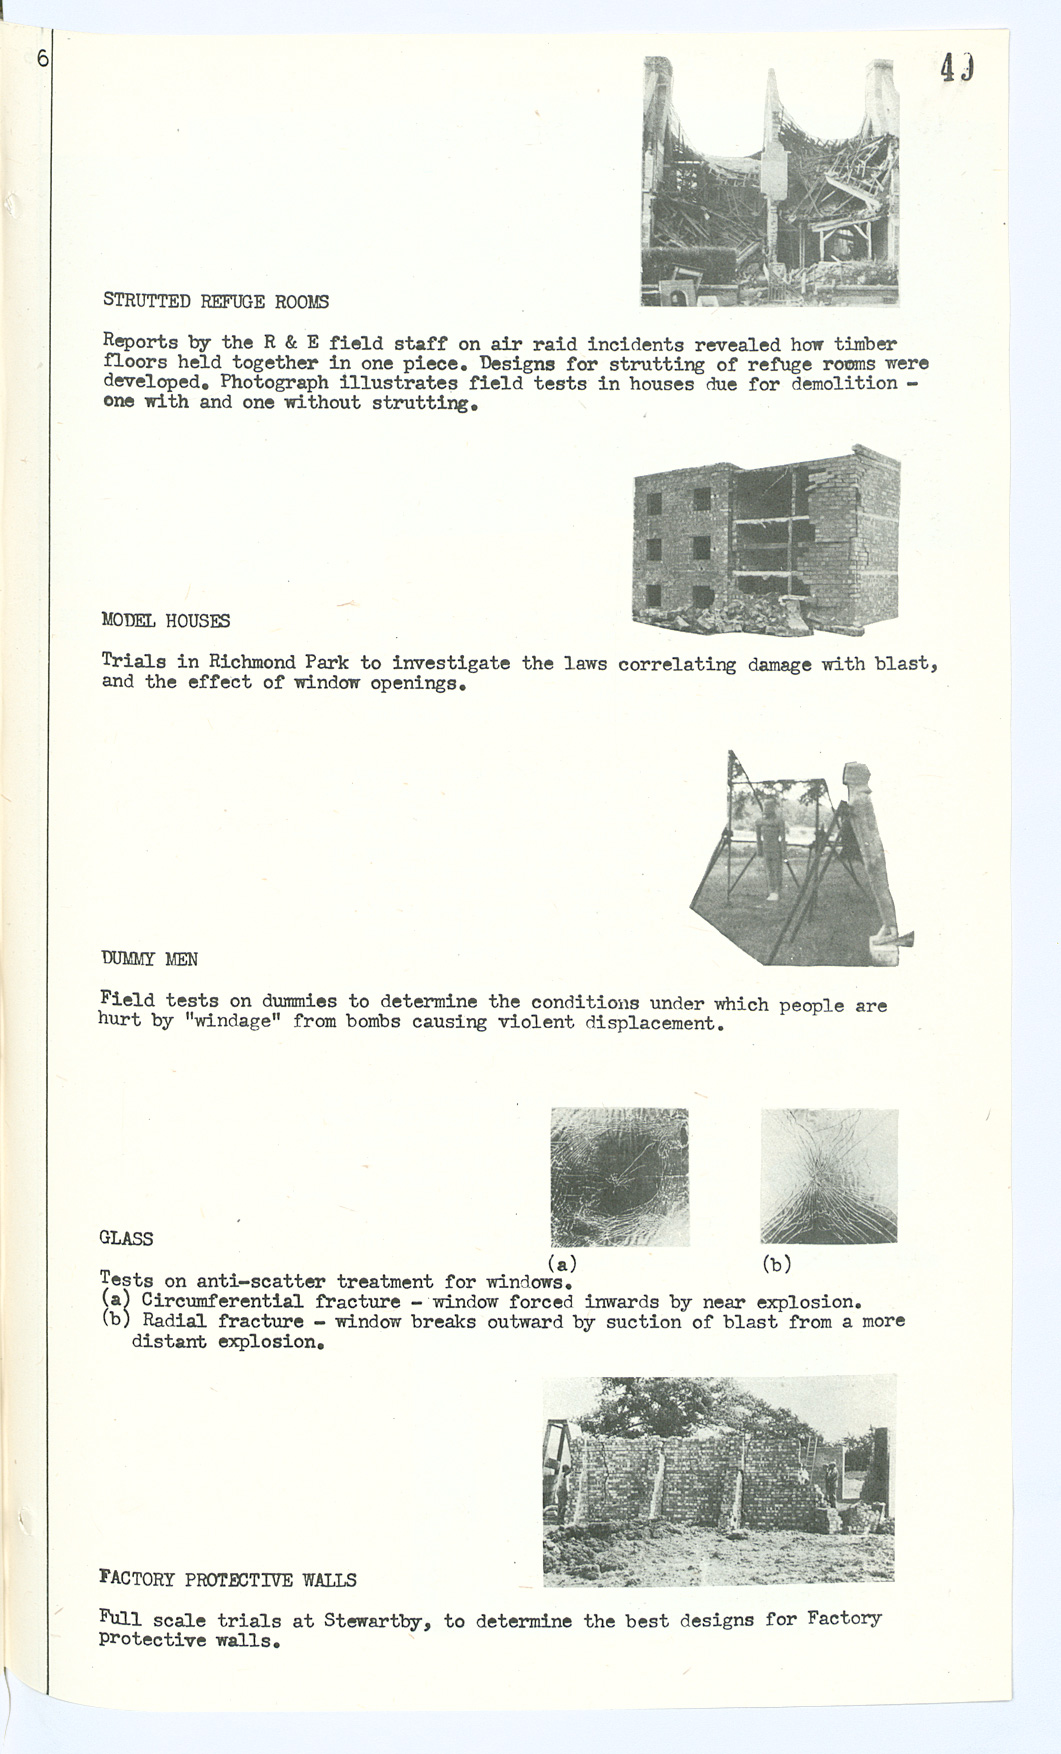 6
49
STRUTTED REFUGE ROOMS
Reports by the R & E field staff on air raid incidents revealed how timber
floors held together in one piece. Designs for strutting of refuge rooms were
developed. Photograph illustrates field tests in houses due for demolition -
one with and one without strutting.
MODEL HOUSES
Trials in Richmond Park to investigate the laws correlating damage with blast,
and the effect of window openings.
DUMMY MEN
Field tests on dummies to determine the conditions under which people are
hurt by "windage" from bombs causing violent displacement.
GLASS
(a) (b)
Tests on anti-scatter treatment for windows.
(a) Circumferential fracture - window forced inwards by near explosion.
(b) Radial fracture - window breaks outward by suction of blast from a more
distant explosion.
FACTORY PROTECTIVE WALLS
Full scale trials at Stewartby, to determine the best designs for Factory
protective walls.